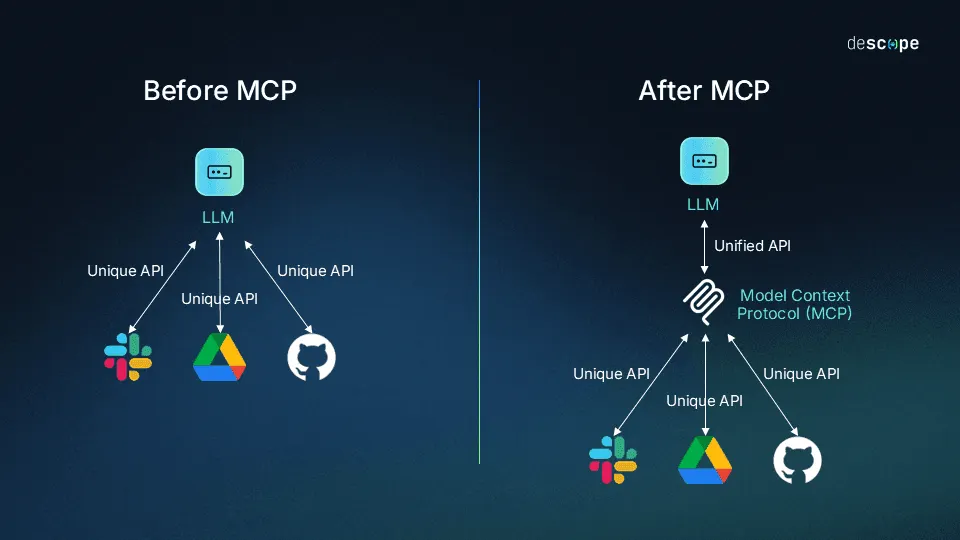 descope
Before MCP
LLM
Unique API
Unique API
Unique API
After MCP
LLM
Unified API
Model Context
Protocol (MCP)
Unique API
Unique API
Unique API